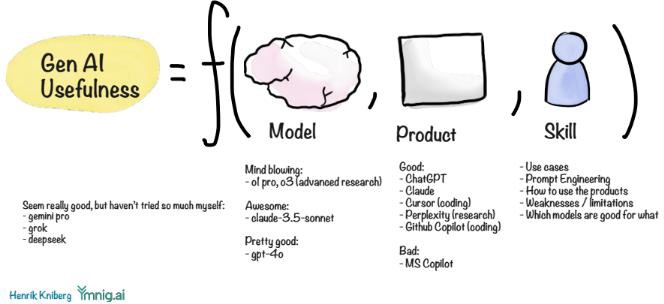 Gen AI
Usefulness
= f( , , )
Model
Product
Skill
Mind blowing:
- o1 pro, o3 (advanced research)
Awesome:
- claude-3.5-sonnet
Pretty good:
- gpt-4o
Good:
- ChatGPT
- Claude
- Cursor (coding)
- Perplexity (research)
- Github Copilot (coding)
Bad:
- MS Copilot
- Use cases
- Prompt Engineering
- How to use the products
- Weaknesses / limitations
- Which models are good for what
Seem really good, but haven't tried so much myself:
- gemini pro
- grok
- deepseek
Henrik Kniberg Ymnig.ai